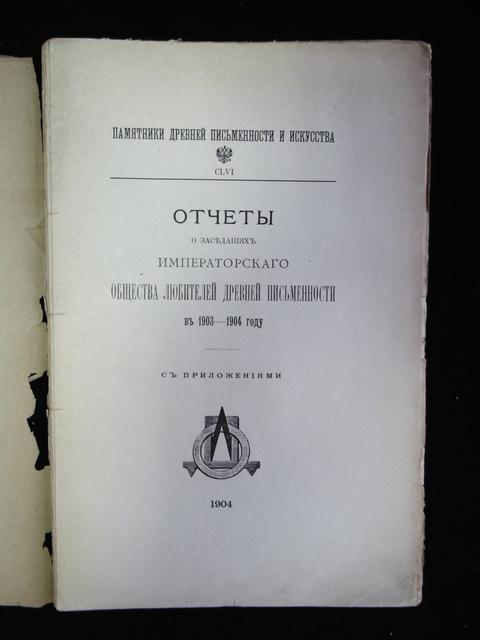 ПАМЯТНИКИ ДРЕВНЕЙ ПИСЬМЕННОСТИ И ИСКУССТВА
CLVI
ОТЧЕТЫ
О ЗАСѢДАНІЯХЪ
ИМПЕРАТОРСКАГО
ОБЩЕСТВА ЛЮБИТЕЛЕЙ ДРЕВНЕЙ ПИСЬМЕННОСТИ
въ 1903—1904 году
СЪ ПРИЛОЖЕНІЯМИ
1904